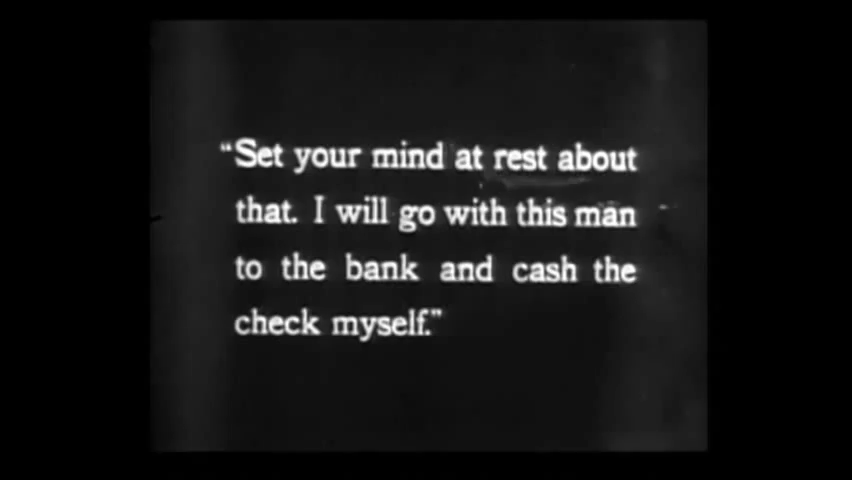 “Set your mind at rest about
that. I will go with this man
to the bank and cash the
check myself.”